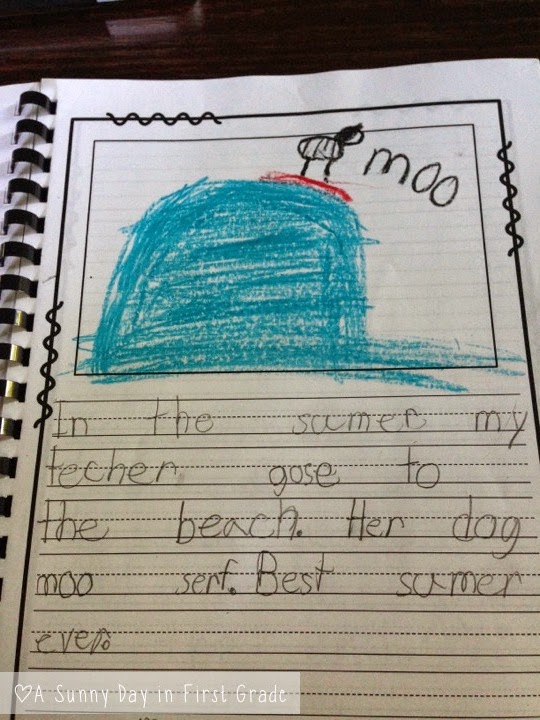 moo
In the sumer my
techer gose to
the beach. Her dog
moo serf. Best sumer
ever.
♡A Sunny Day in First Grade